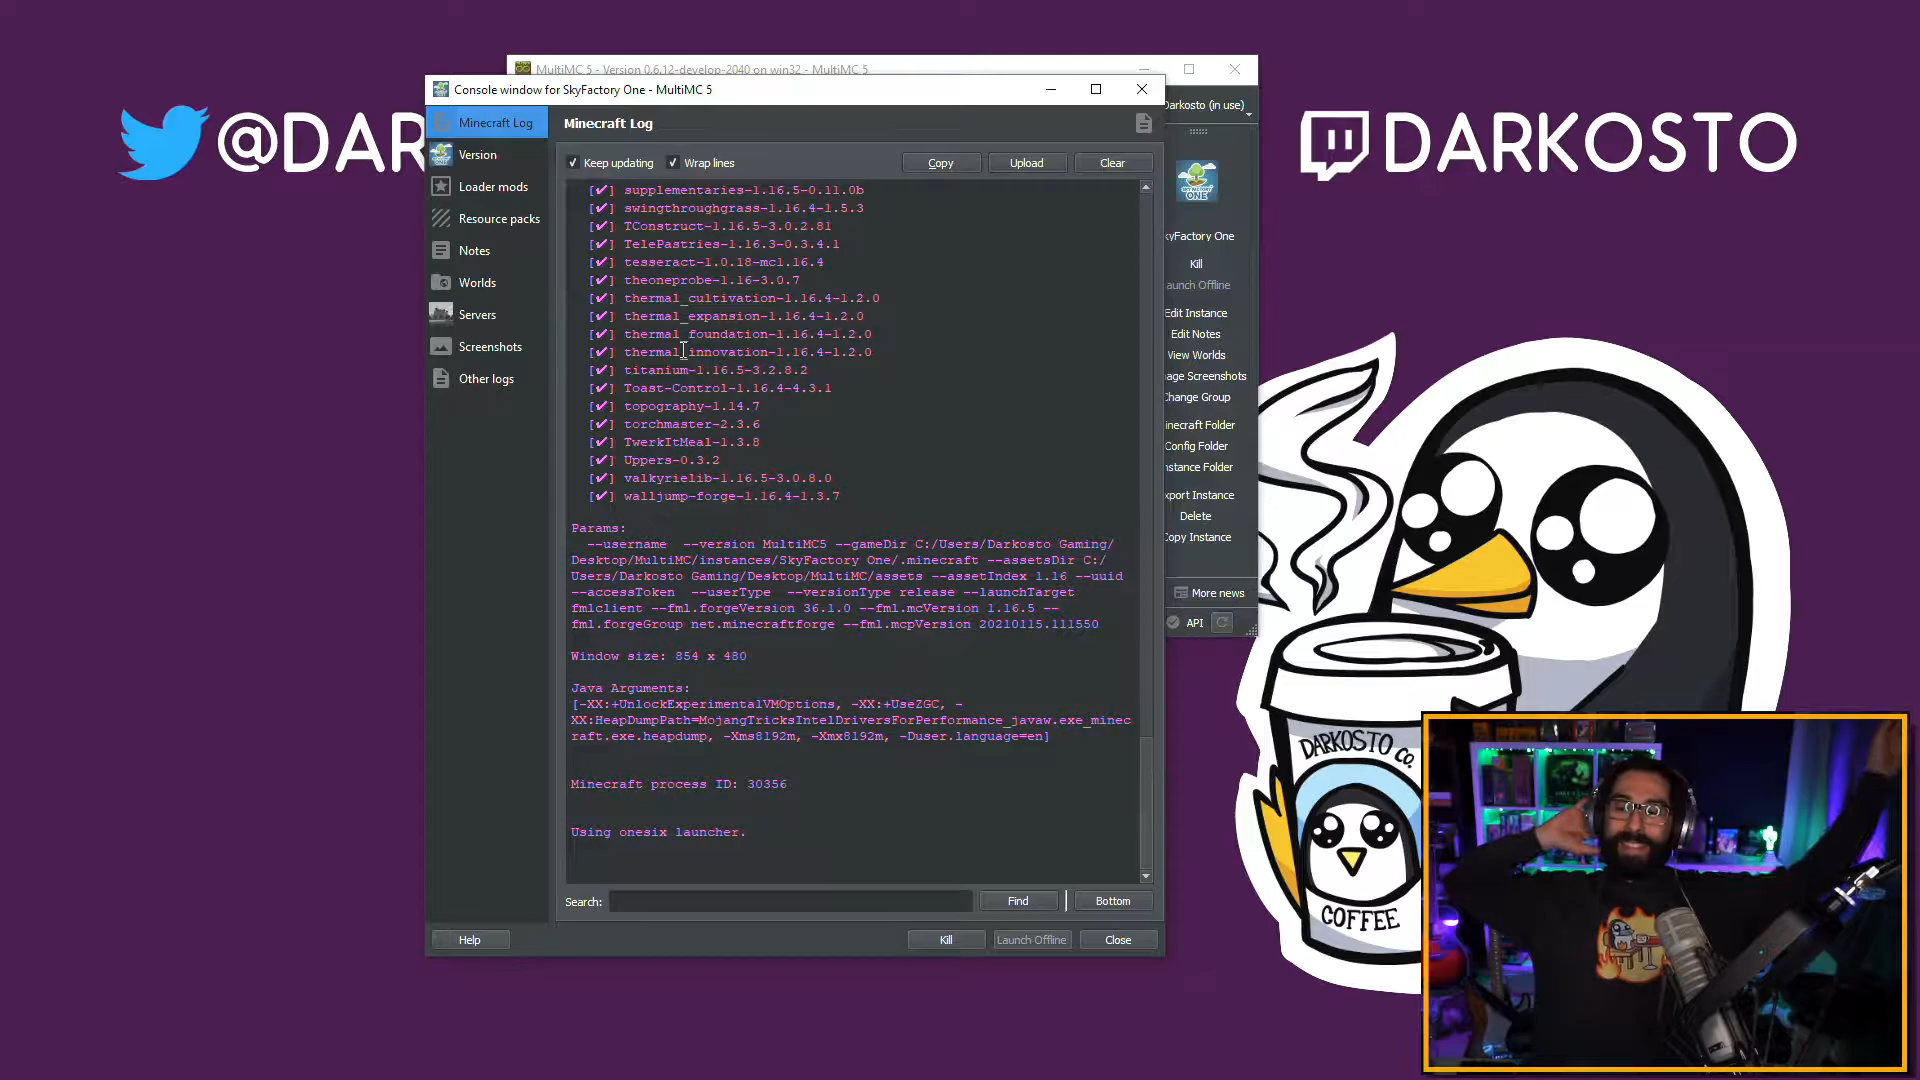 MultiMC 5 - Version 0.6.12-develop-2040 on win32 - MultiMC 5
Console window for SkyFactory One - MultiMC 5
@DAR
DARKOSTO
Darkosto (in use)
Minecraft Log
Version
Loader mods
Resource packs
Notes
Worlds
Servers
Screenshots
Other logs
Minecraft Log
Keep updating
Wrap lines
Copy
Upload
Clear
[✔] supplementaries-1.16.5-0.11.0b
[✔] swingthroughgrass-1.16.4-1.5.3
[✔] TConstruct-1.16.5-3.0.2.81
[✔] TelePastries-1.16.3-0.3.4.1
[✔] tesseract-1.0.18-mc1.16.4
[✔] theoneprobe-1.16-3.0.7
[✔] thermal_cultivation-1.16.4-1.2.0
[✔] thermal_expansion-1.16.4-1.2.0
[✔] thermal_foundation-1.16.4-1.2.0
[✔] thermal_innovation-1.16.4-1.2.0
[✔] titanium-1.16.5-3.2.8.2
[✔] Toast-Control-1.16.4-4.3.1
[✔] topography-1.14.7
[✔] torchmaster-2.3.6
[✔] TwerkItMeal-1.3.8
[✔] Uppers-0.3.2
[✔] valkyrielib-1.16.5-3.0.8.0
[✔] walljump-forge-1.16.4-1.3.7
Params:
--username --version MultiMC5 --gameDir C:/Users/Darkosto Gaming/
Desktop/MultiMC/instances/SkyFactory One/.minecraft --assetsDir C:/
Users/Darkosto Gaming/Desktop/MultiMC/assets --assetIndex 1.16 --uuid
--accessToken --userType --versionType release --launchTarget
fmlclient --fml.forgeVersion 36.1.0 --fml.mcVersion 1.16.5 --
fml.forgeGroup net.minecraftforge --fml.mcpVersion 20210115.111550
Window size: 854 x 480
Java Arguments:
[-XX:+UnlockExperimentalVMOptions, -XX:+UseZGC, -
XX:HeapDumpPath=MojangTricksIntelDriversForPerformance_javaw.exe_minec
raft.exe.heapdump, -Xms8192m, -Xmx8192m, -Duser.language=en]
Minecraft process ID: 30356
Using onesix launcher.
Search:
Find
Bottom
Help
Kill
Launch Offline
Close
SKY FACTORY
ONE
kyFactory One
Kill
aunch Offline
Edit Instance
Edit Notes
View Worlds
age Screenshots
Change Group
inecraft Folder
Config Folder
nstance Folder
xport Instance
Delete
Copy Instance
More news
API
DARKOSTO CO.
COFFEE